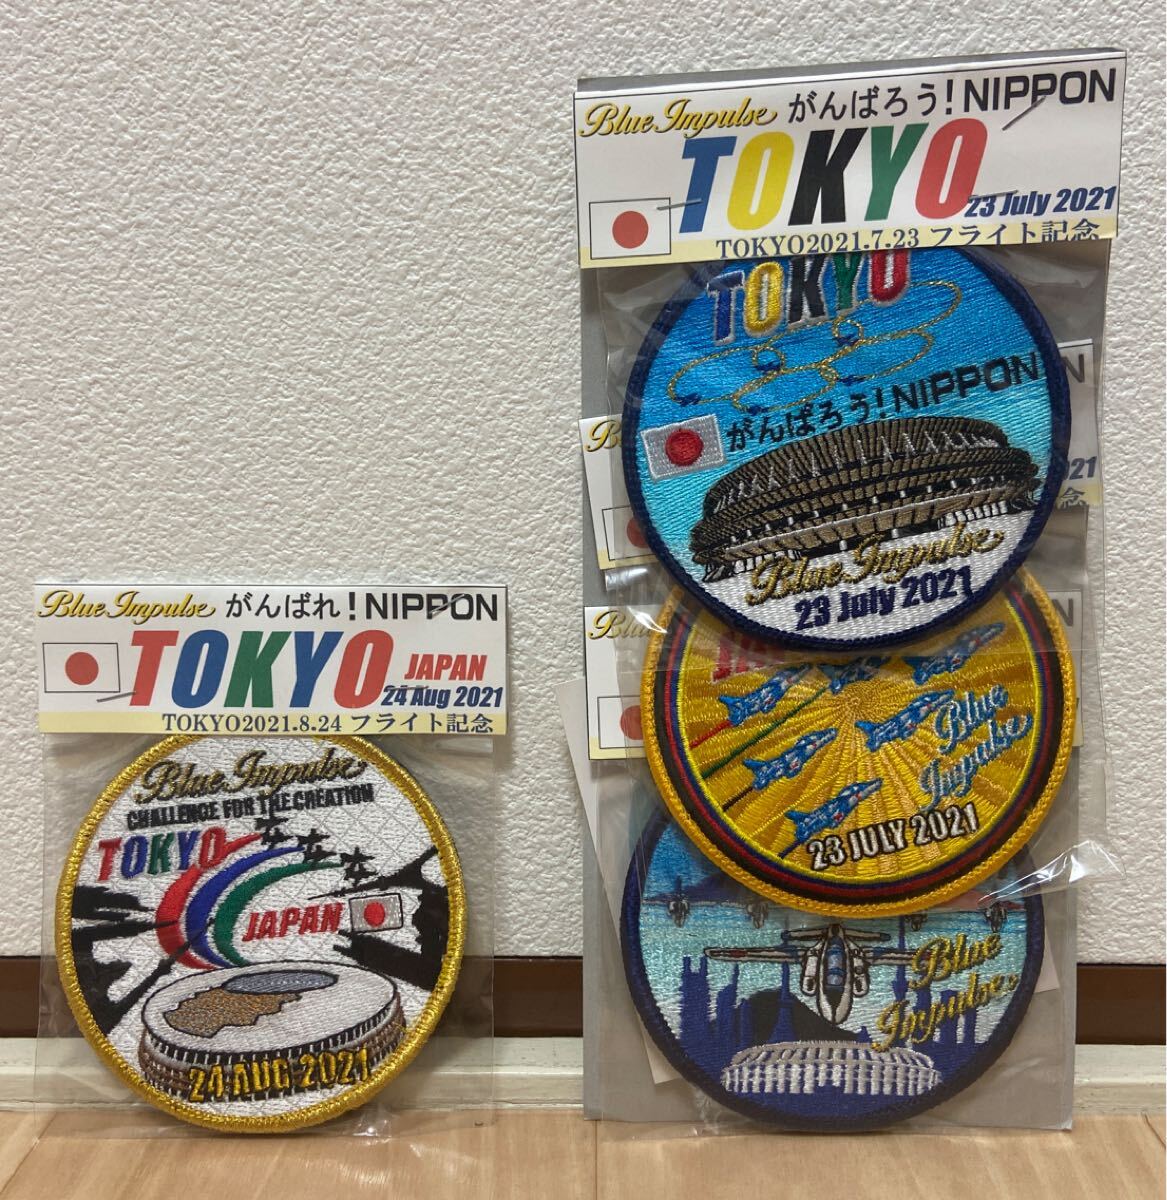 Blue Impulse がんばれ!NIPPON
TOKYO JAPAN
24 Aug 2021
TOKYO2021.8.24 フライト記念
Blue Impulse
CHALLENGE FOR THE CREATION
TOKYO
JAPAN
24 AUG 2021
Blue Impulse がんばろう!NIPPON
TOKYO
23 July 2021
TOKYO2021.7.23 フライト記念
TOKYO
がんばろう!NIPPON
Blue Impulse
23 July 2021
Blue
Impulse
23 JULY 2021
Blue
Impulse